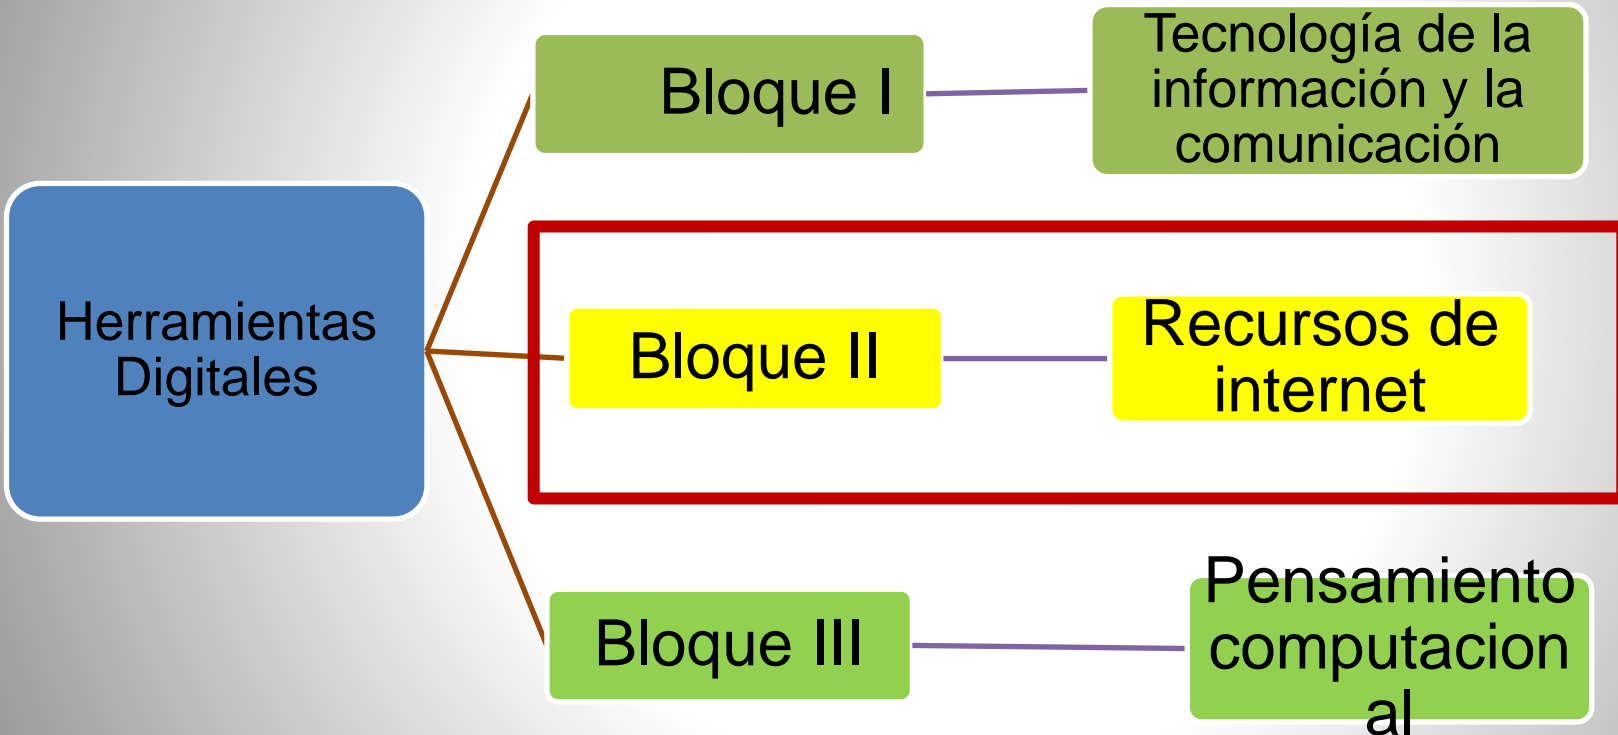 Herramientas
Digitales
Bloque I
Tecnología de la
información y la
comunicación
Bloque II
Recursos de
internet
Bloque III
Pensamiento
computacion
al